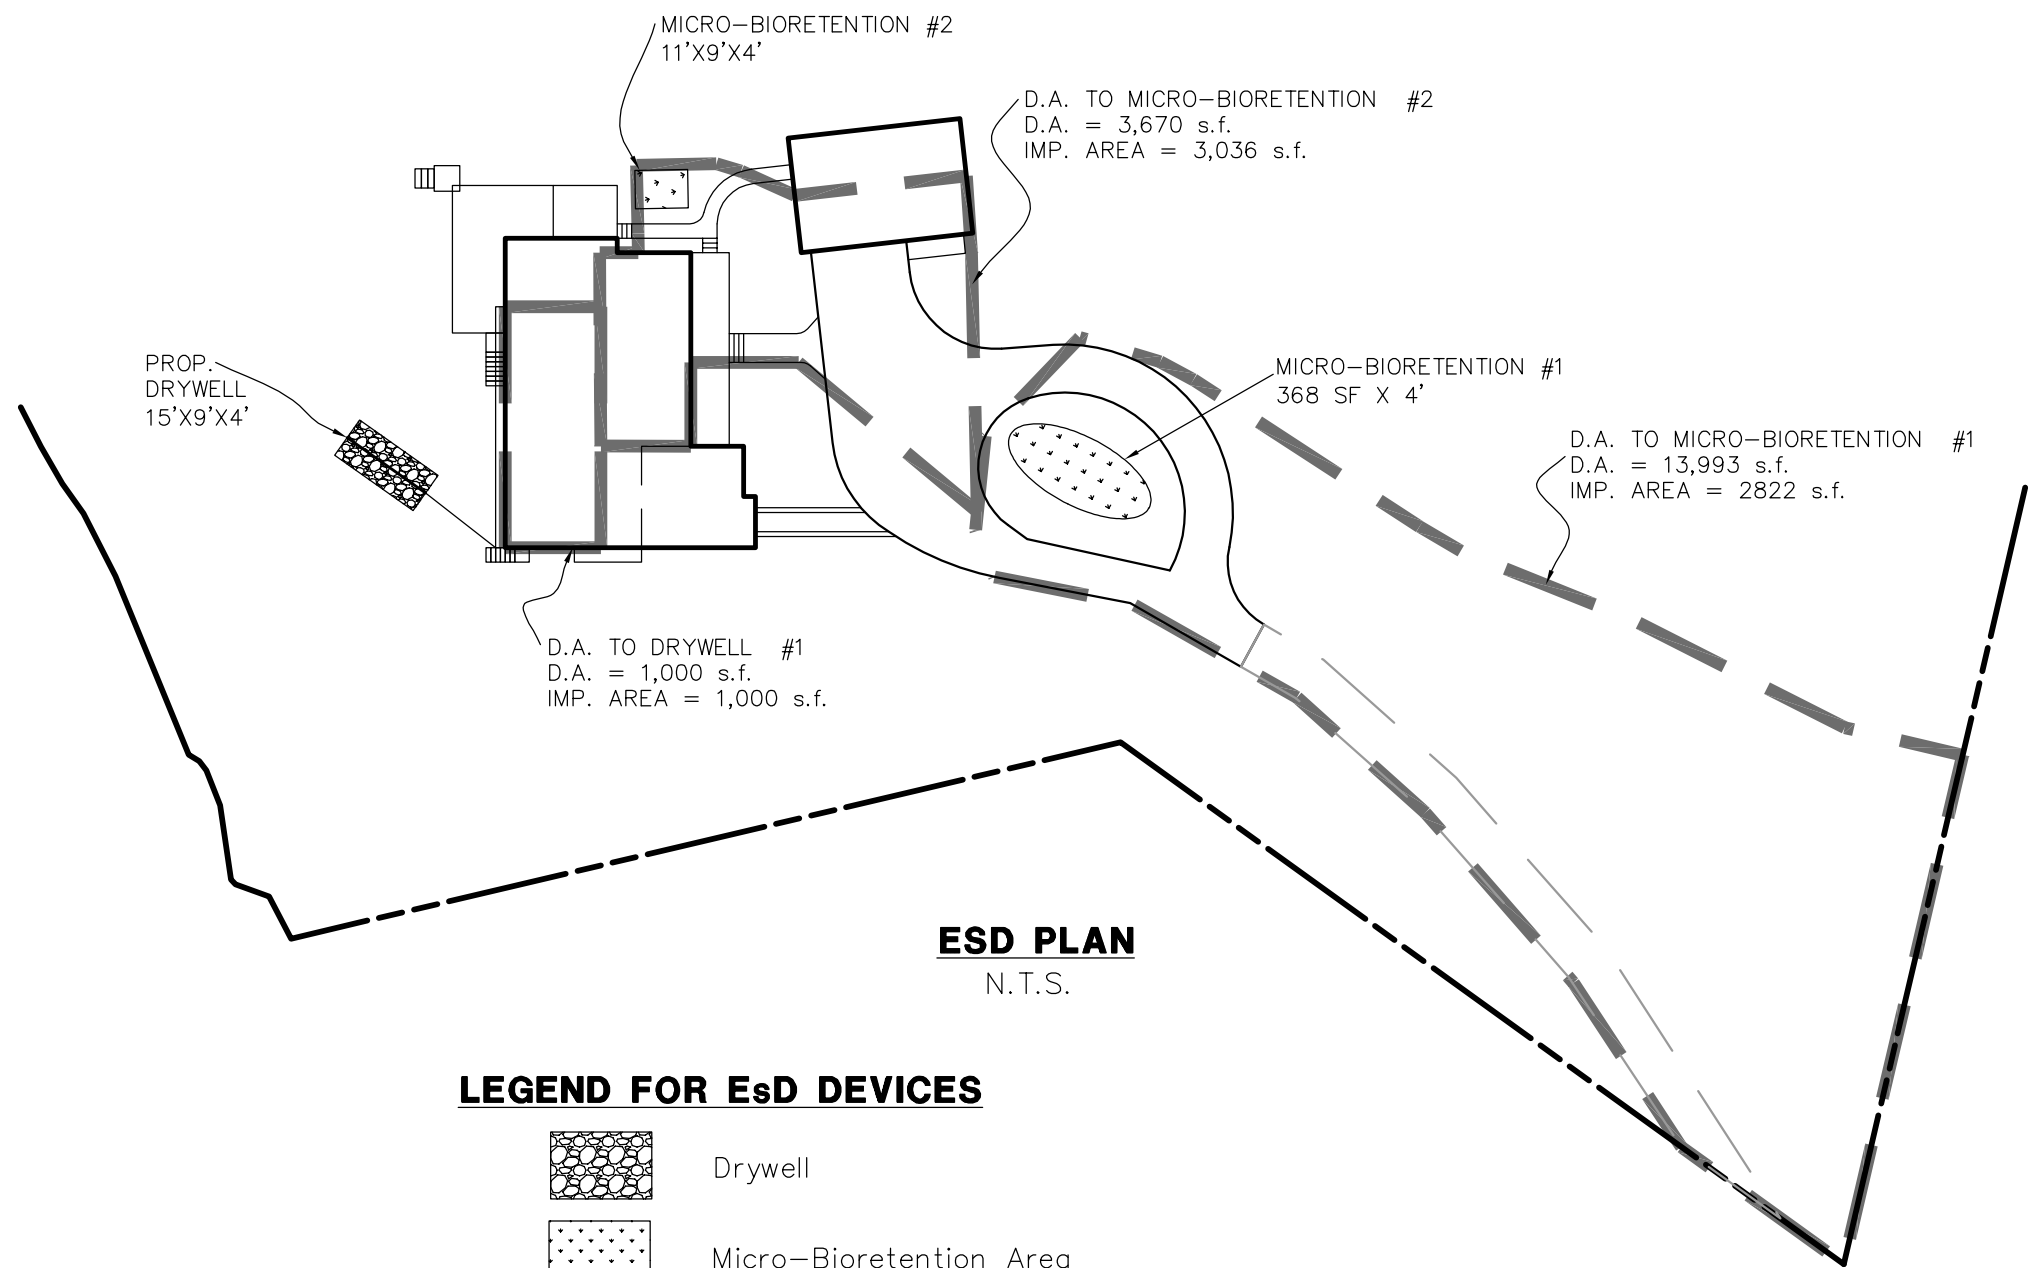 MICRO-BIORETENTION #2
11'X9'X4'
D.A. TO MICRO-BIORETENTION #2
D.A. = 3,670 s.f.
IMP. AREA = 3,036 s.f.
PROP.
DRYWELL
15'X9'X4'
MICRO-BIORETENTION #1
368 SF X 4'
D.A. TO MICRO-BIORETENTION #1
D.A. = 13,993 s.f.
IMP. AREA = 2822 s.f.
D.A. TO DRYWELL #1
D.A. = 1,000 s.f.
IMP. AREA = 1,000 s.f.
ESD PLAN
N.T.S.
LEGEND FOR EsD DEVICES
Drywell
Micro-Bioretention Area